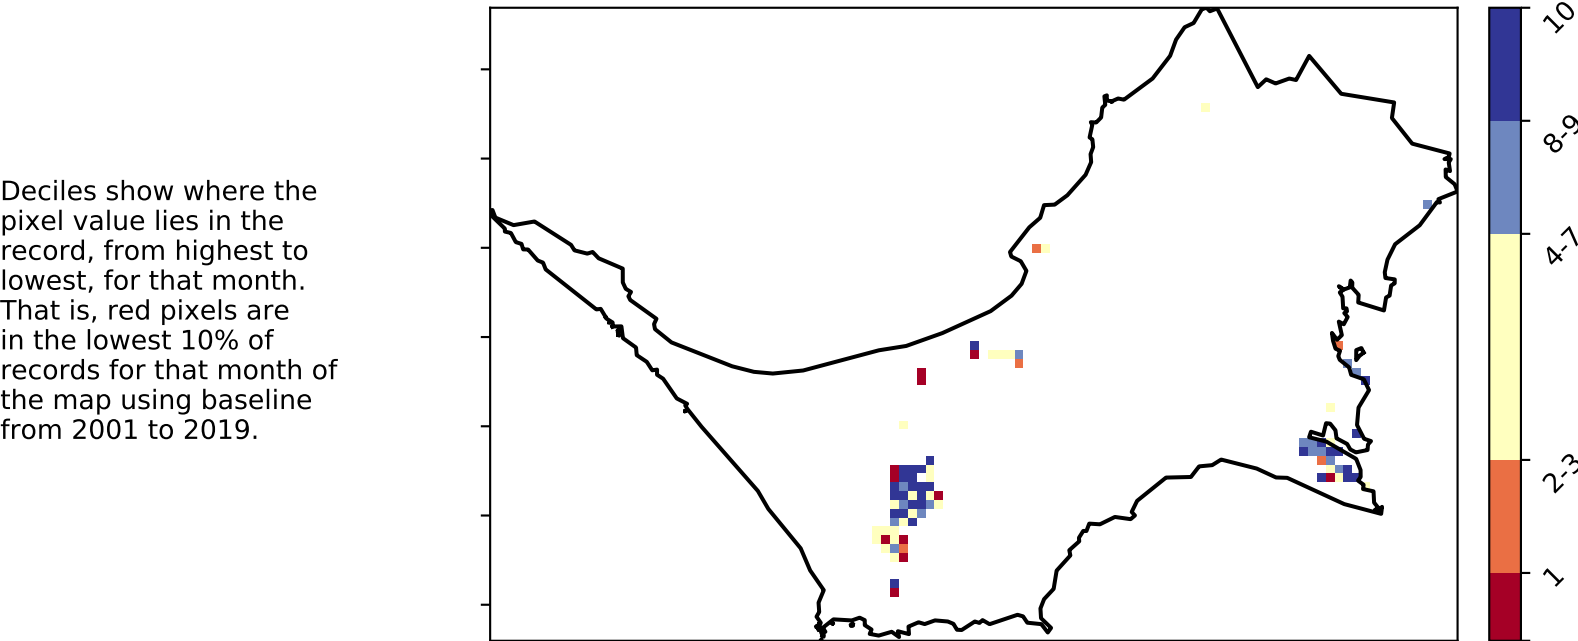 Deciles show where the
pixel value lies in the
record, from highest to
lowest, for that month.
That is, red pixels are
in the lowest 10% of
records for that month of
the map using baseline
from 2001 to 2019.
10
8-9
4-7
2-3
1